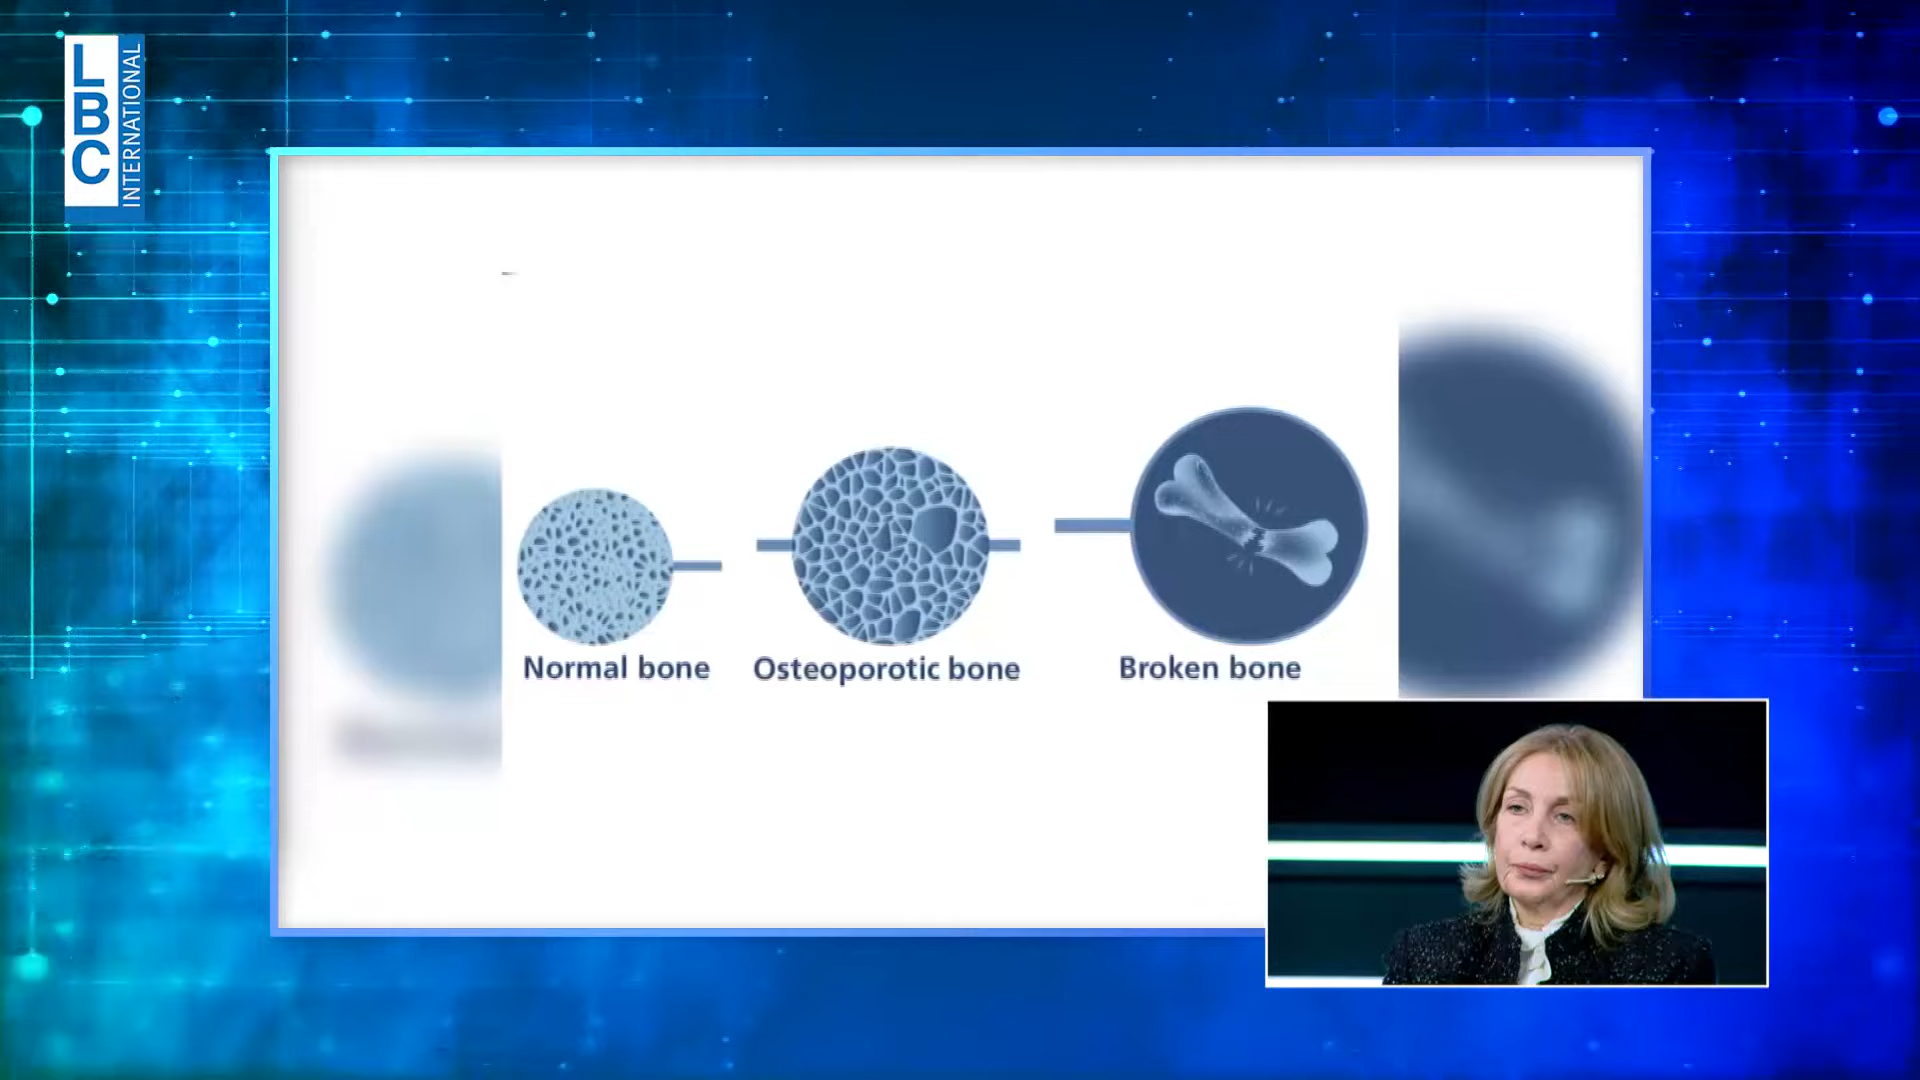 LBC
INTERNATIONAL
Normal bone
Osteoporotic bone
Broken bone